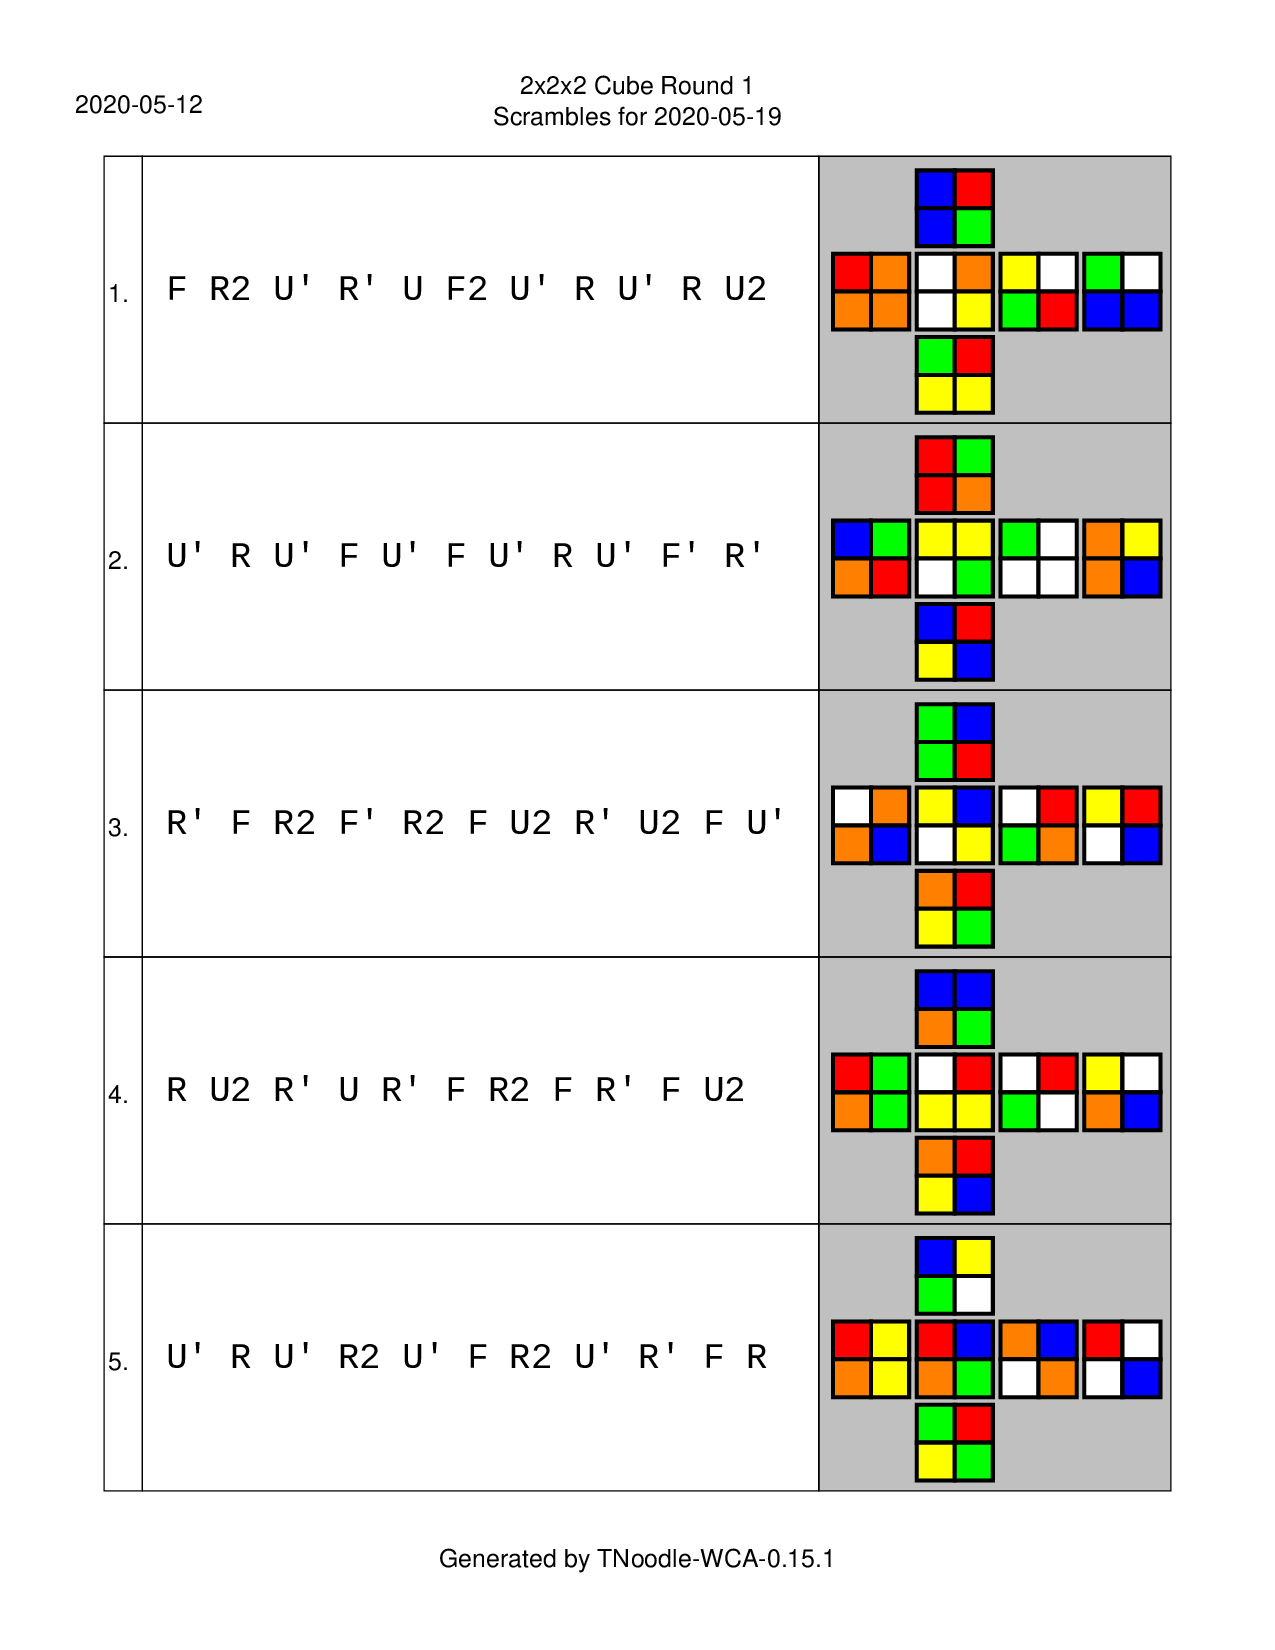 2020-05-12
2x2x2 Cube Round 1
Scrambles for 2020-05-19
1. F R2 U' R' U F2 U' R U' R U2
2. U' R U' F U' F U' R U' F' R'
3. R' F R2 F' R2 F U2 R' U2 F U'
4. R U2 R' U R' F R2 F R' F U2
5. U' R U' R2 U' F R2 U' R' F R
Generated by TNoodle-WCA-0.15.1